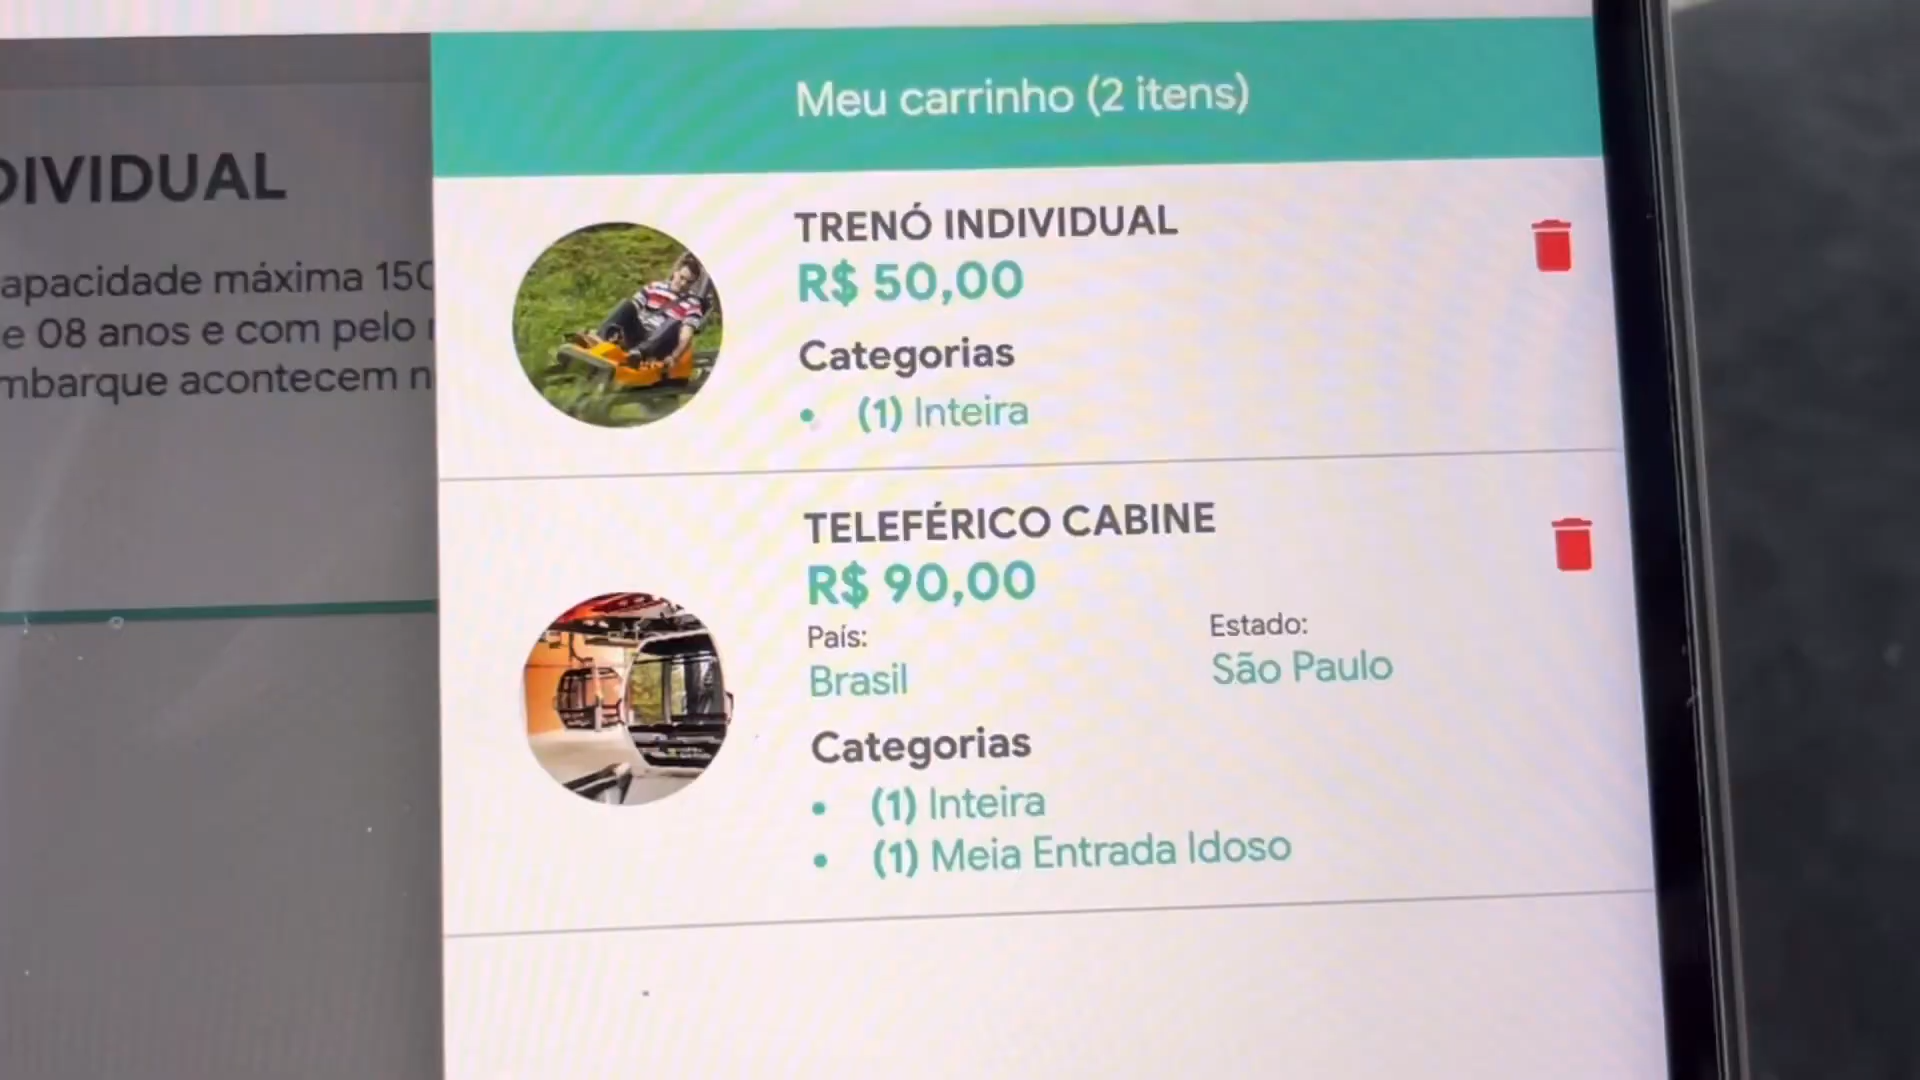 Meu carrinho (2 itens)
DIVIDUAL
apacidade máxima 150
e 08 anos e com pelo
mbarque acontecem n
TRENÓ INDIVIDUAL
R$ 50,00
Categorias
• (1) Inteira
TELEFÉRICO CABINE
R$ 90,00
País:
Estado:
Brasil
São Paulo
Categorias
• (1) Inteira
• (1) Meia Entrada Idoso